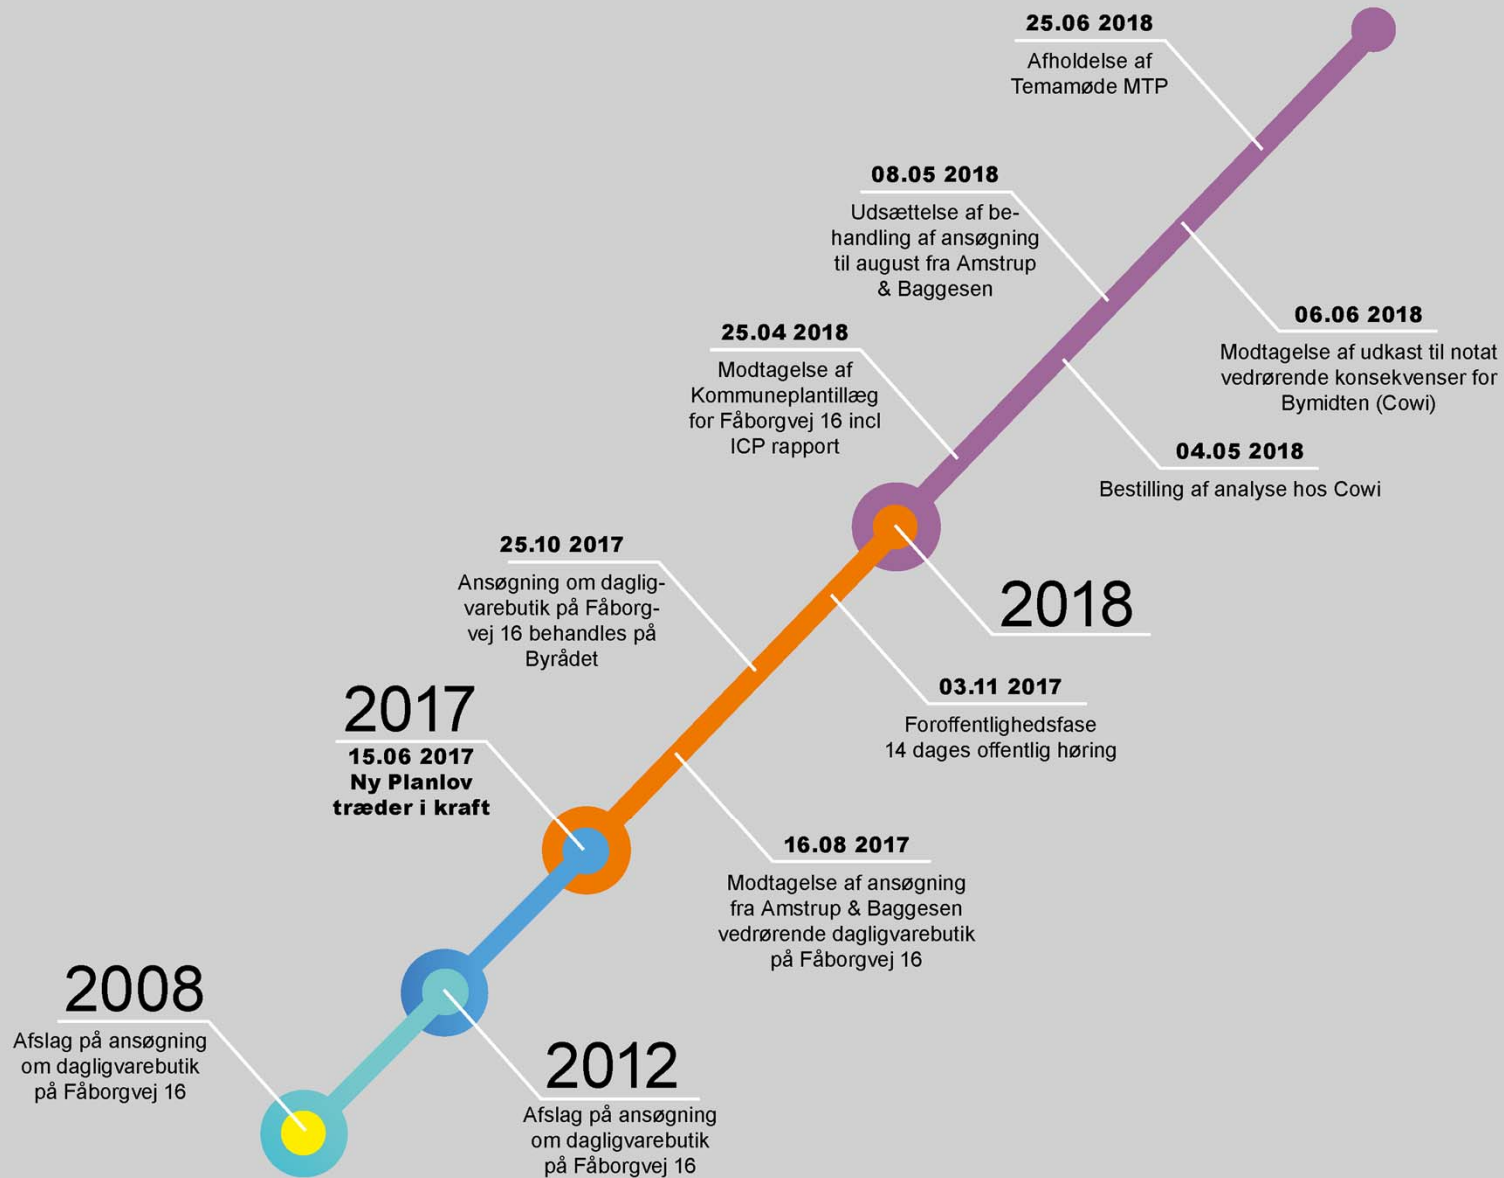 25.06 2018
Afholdelse af
Temamøde MTP
08.05 2018
Udsættelse af be-
handling af ansøgning
til august fra Amstrup
& Baggesen
06.06 2018
Modtagelse af udkast til notat
vedrørende konsekvenser for
Bymidten (Cowi)
25.04 2018
Modtagelse af
Kommuneplantillæg
for Fåborgvej 16 incl
ICP rapport
04.05 2018
Bestilling af analyse hos Cowi
25.10 2017
Ansøgning om daglig-
varebutik på Fåborg-
vej 16 behandles på
Byrådet
2018
03.11 2017
Foroffentlighedsfase
14 dages offentlig høring
2017
15.06 2017
Ny Planlov
træder i kraft
16.08 2017
Modtagelse af ansøgning
fra Amstrup & Baggesen
vedrørende dagligvarebutik
på Fåborgvej 16
2008
Afslag på ansøgning
om dagligvarebutik
på Fåborgvej 16
2012
Afslag på ansøgning
om dagligvarebutik
på Fåborgvej 16